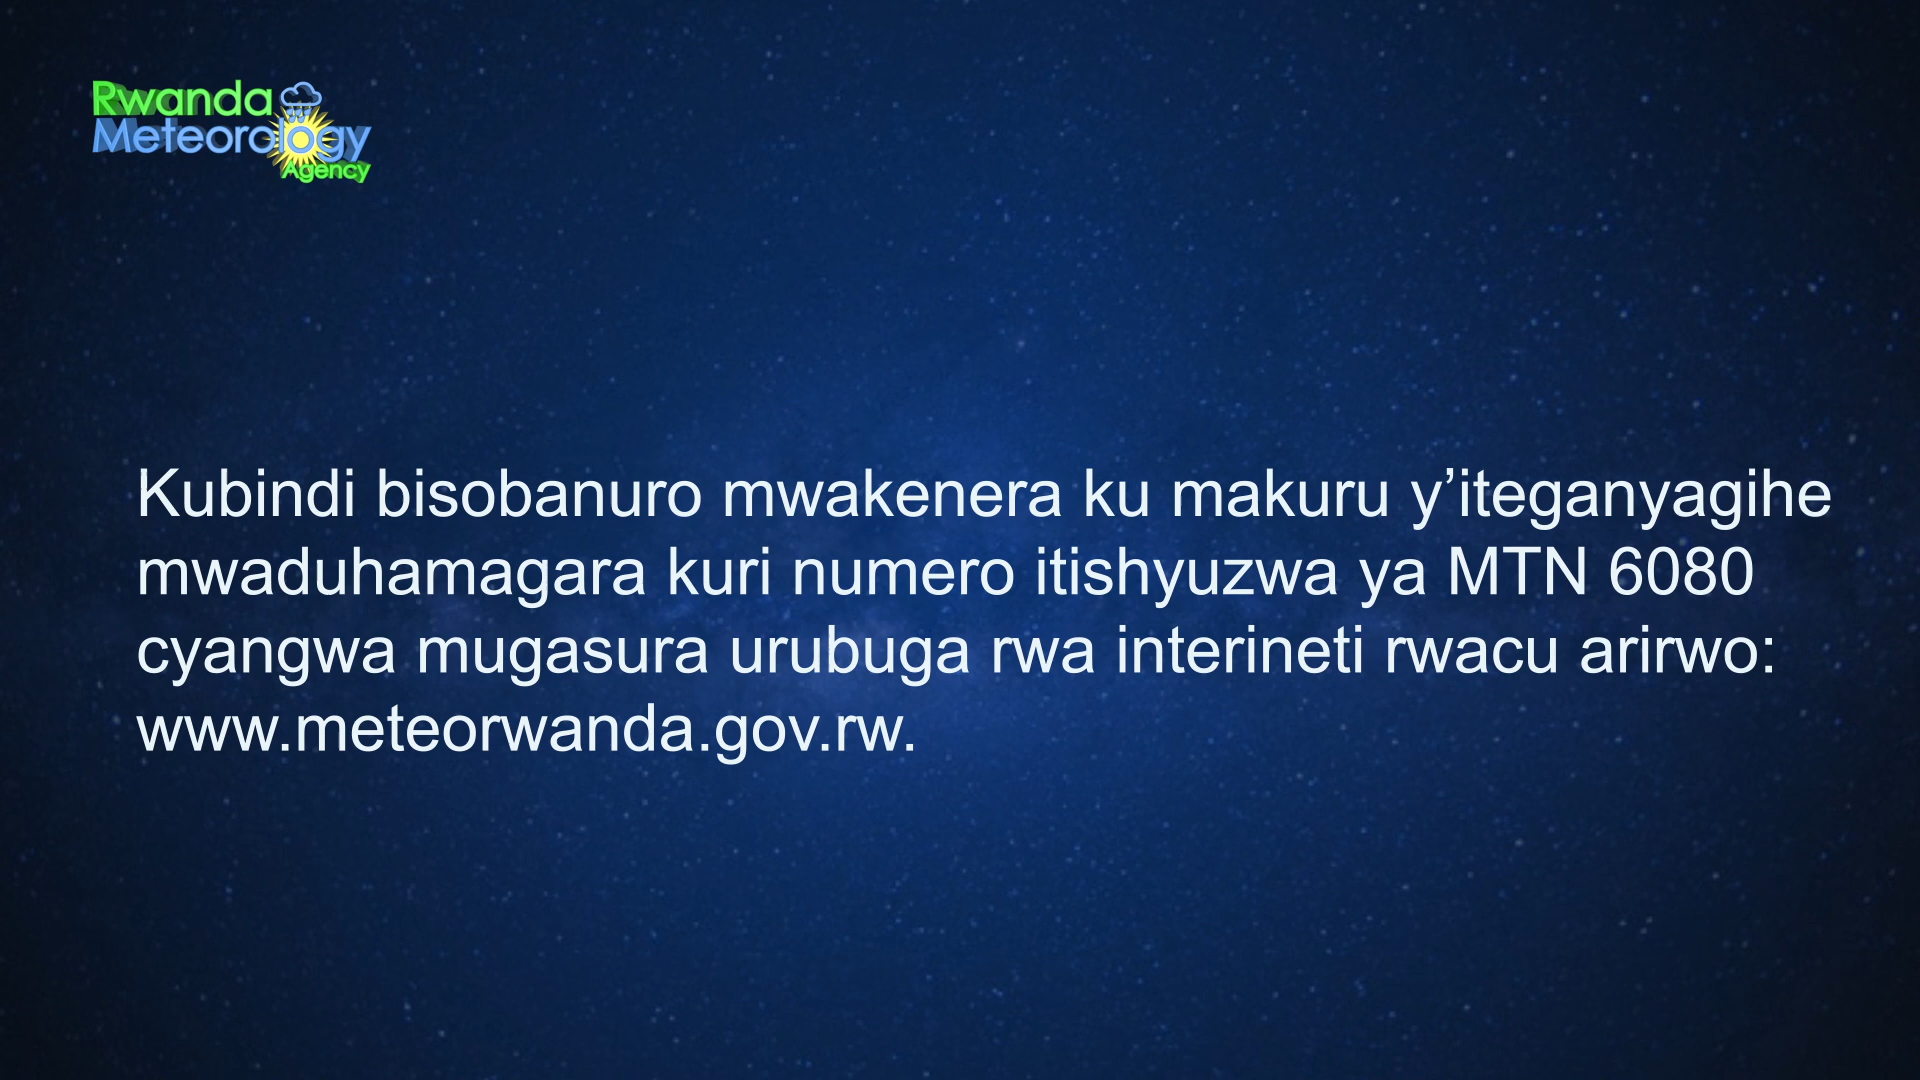 Rwanda
Meteorology
Agency
Kubindi bisobanuro mwakenera ku makuru y’iteganyagihe
mwaduhamagara kuri numero itishyuzwa ya MTN 6080
cyangwa mugasura urubuga rwa interineti rwacu arirwo:
www.meteorwanda.gov.rw.